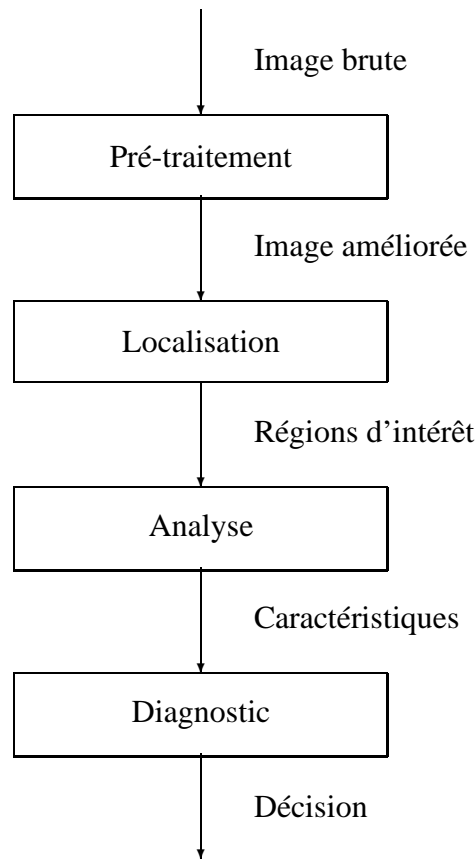 Image brute
Pré-traitement
Image améliorée
Localisation
Régions d'intérêt
Analyse
Caractéristiques
Diagnostic
Décision